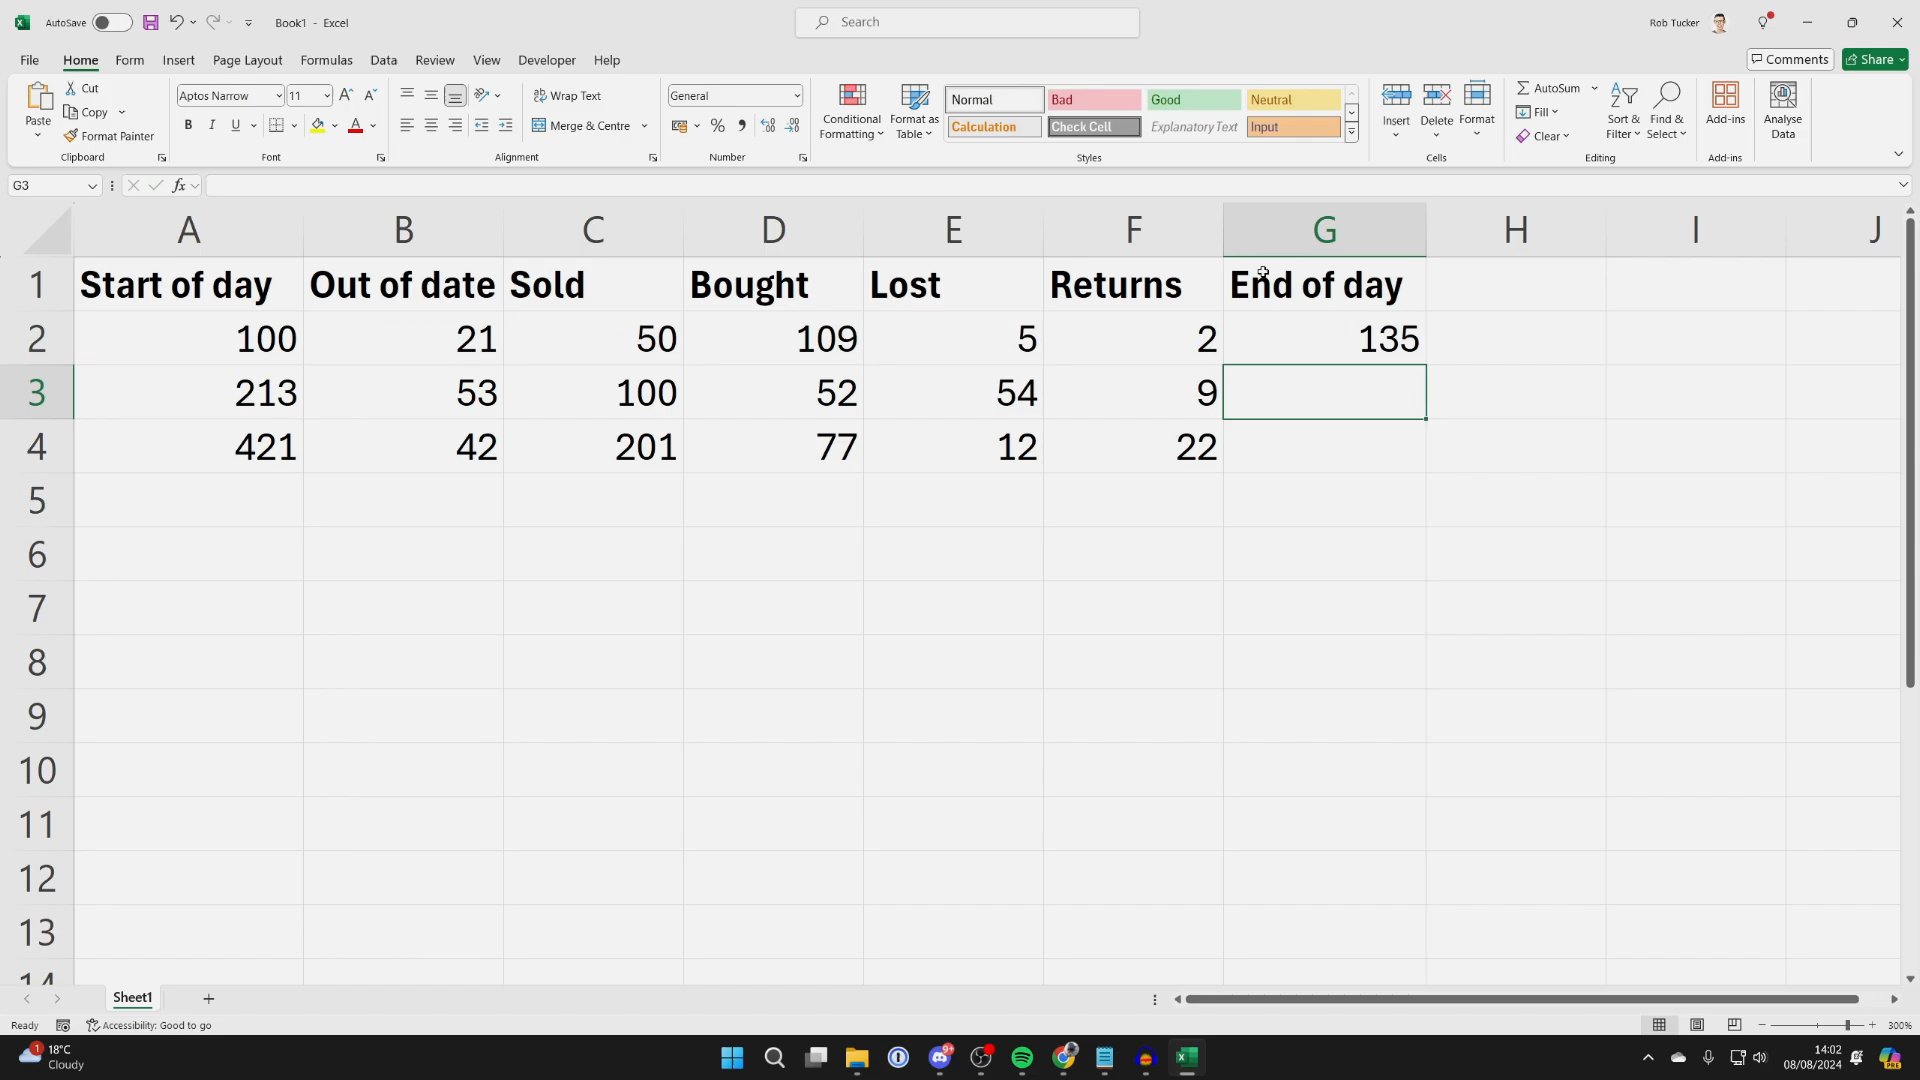 AutoSave
Book1 - Excel
Search
Rob Tucker
File Home Form Insert Page Layout Formulas Data Review View Developer Help
Comments Share
Paste
Cut
Copy
Format Painter
Clipboard
Aptos Narrow 11
B I U
Font
Wrap Text
Merge & Centre
Alignment
General
Number
Conditional Formatting
Format as Table
Normal Bad Good Neutral
Calculation Check Cell Explanatory Text Input
Styles
Insert Delete Format
Cells
AutoSum
Fill
Clear
Sort & Filter
Find & Select
Editing
Add-ins
Add-ins
Analyse Data
G3
fx
A B C D E F G H I J
1 Start of day Out of date Sold Bought Lost Returns End of day
2 100 21 50 109 5 2 135
3 213 53 100 52 54 9
4 421 42 201 77 12 22
5
6
7
8
9
10
11
12
13
14
Sheet1
Ready
Accessibility: Good to go
300%
1
18°C
Cloudy
9+
14:02
08/08/2024
PRE